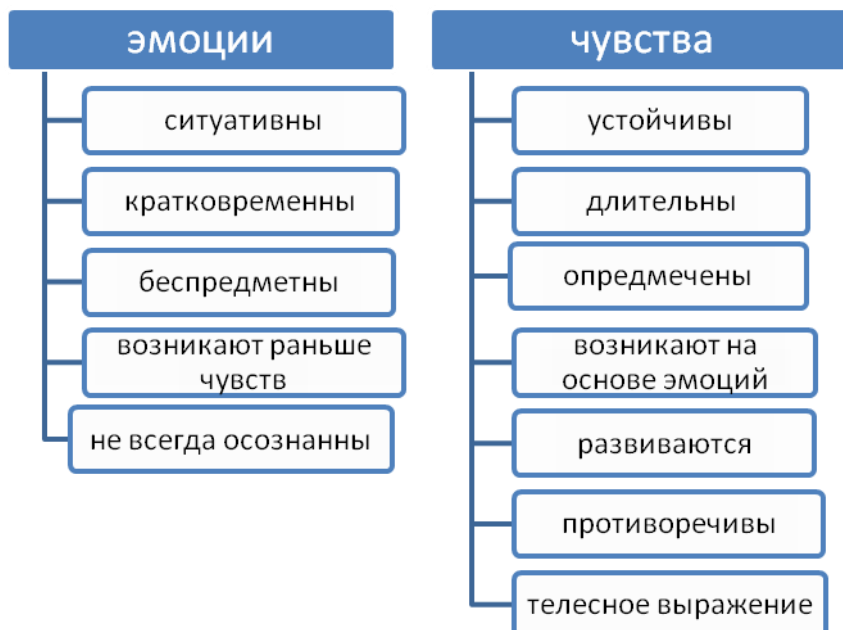 эмоции
ситуативны
кратковременны
беспредметны
возникают раньше
чувств
не всегда осознанны
чувства
устойчивы
длительны
опредмечены
возникают на
основе эмоций
развиваются
противоречивы
телесное выражение